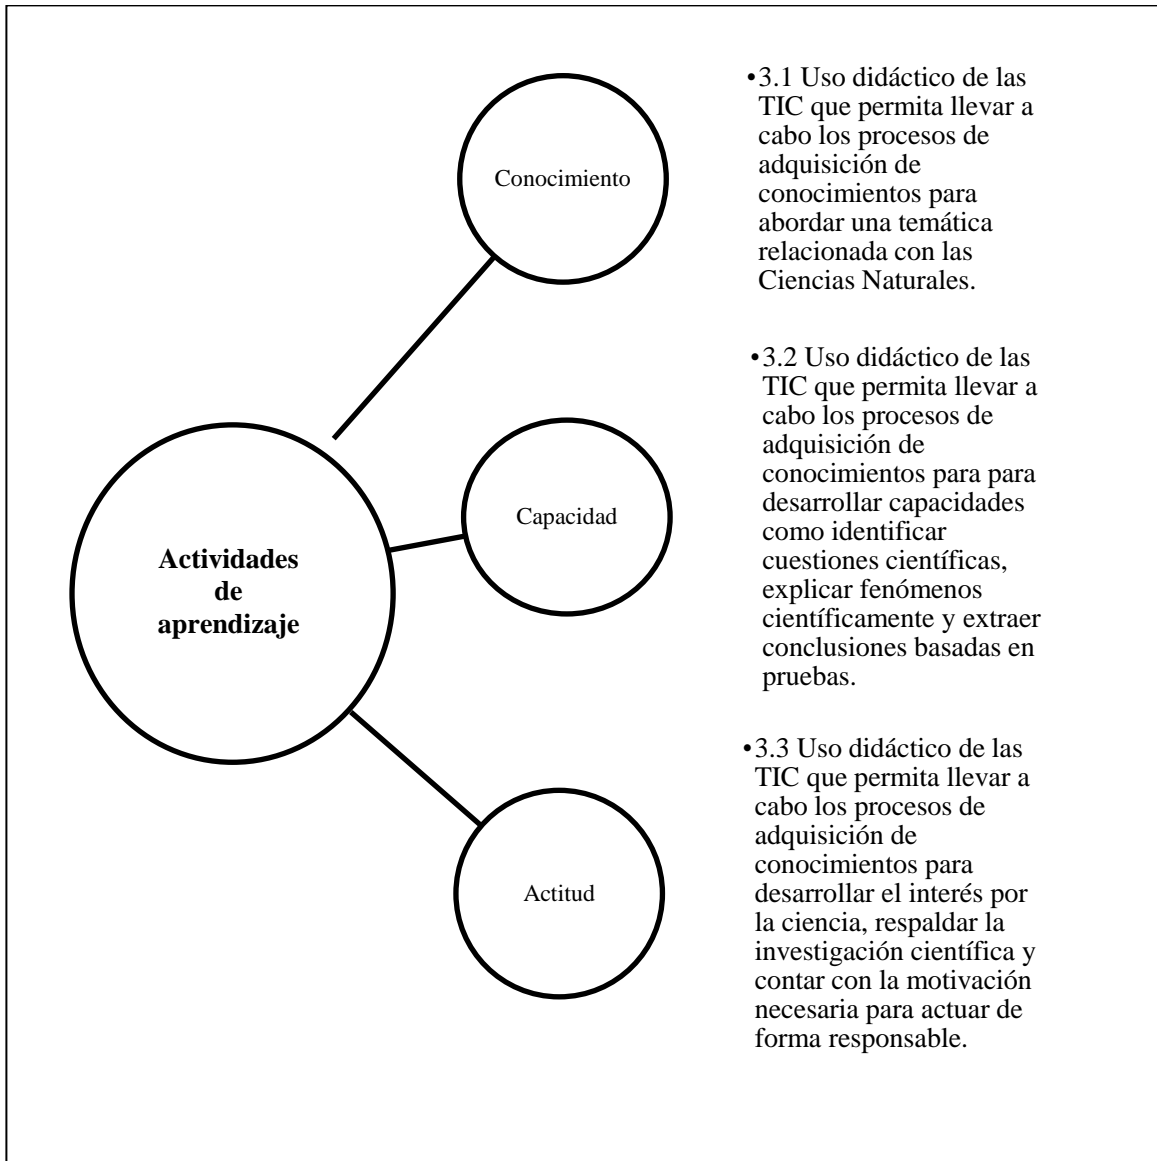 Conocimiento
•3.1 Uso didáctico de las
TIC que permita llevar a
cabo los procesos de
adquisición de
conocimientos para
abordar una temática
relacionada con las
Ciencias Naturales.
Actividades
de
aprendizaje
Capacidad
•3.2 Uso didáctico de las
TIC que permita llevar a
cabo los procesos de
adquisición de
conocimientos para para
desarrollar capacidades
como identificar
cuestiones científicas,
explicar fenómenos
científicamente y extraer
conclusiones basadas en
pruebas.
Actitud
•3.3 Uso didáctico de las
TIC que permita llevar a
cabo los procesos de
adquisición de
conocimientos para
desarrollar el interés por
la ciencia, respaldar la
investigación científica y
contar con la motivación
necesaria para actuar de
forma responsable.